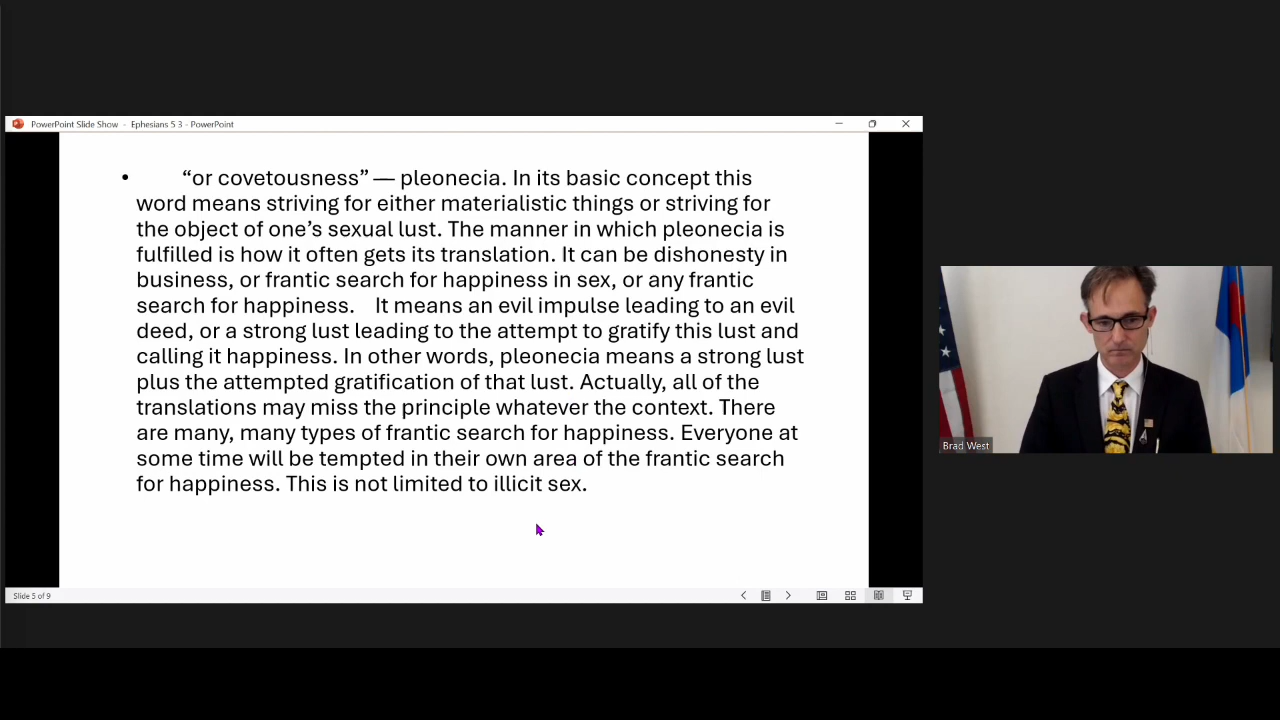 PowerPoint Slide Show - Ephesians 5 3 - PowerPoint
• “or covetousness” — pleonecia. In its basic concept this
word means striving for either materialistic things or striving for
the object of one’s sexual lust. The manner in which pleonecia is
fulfilled is how it often gets its translation. It can be dishonesty in
business, or frantic search for happiness in sex, or any frantic
search for happiness. It means an evil impulse leading to an evil
deed, or a strong lust leading to the attempt to gratify this lust and
calling it happiness. In other words, pleonecia means a strong lust
plus the attempted gratification of that lust. Actually, all of the
translations may miss the principle whatever the context. There
are many, many types of frantic search for happiness. Everyone at
some time will be tempted in their own area of the frantic search
for happiness. This is not limited to illicit sex.
Brad West
Slide 5 of 9